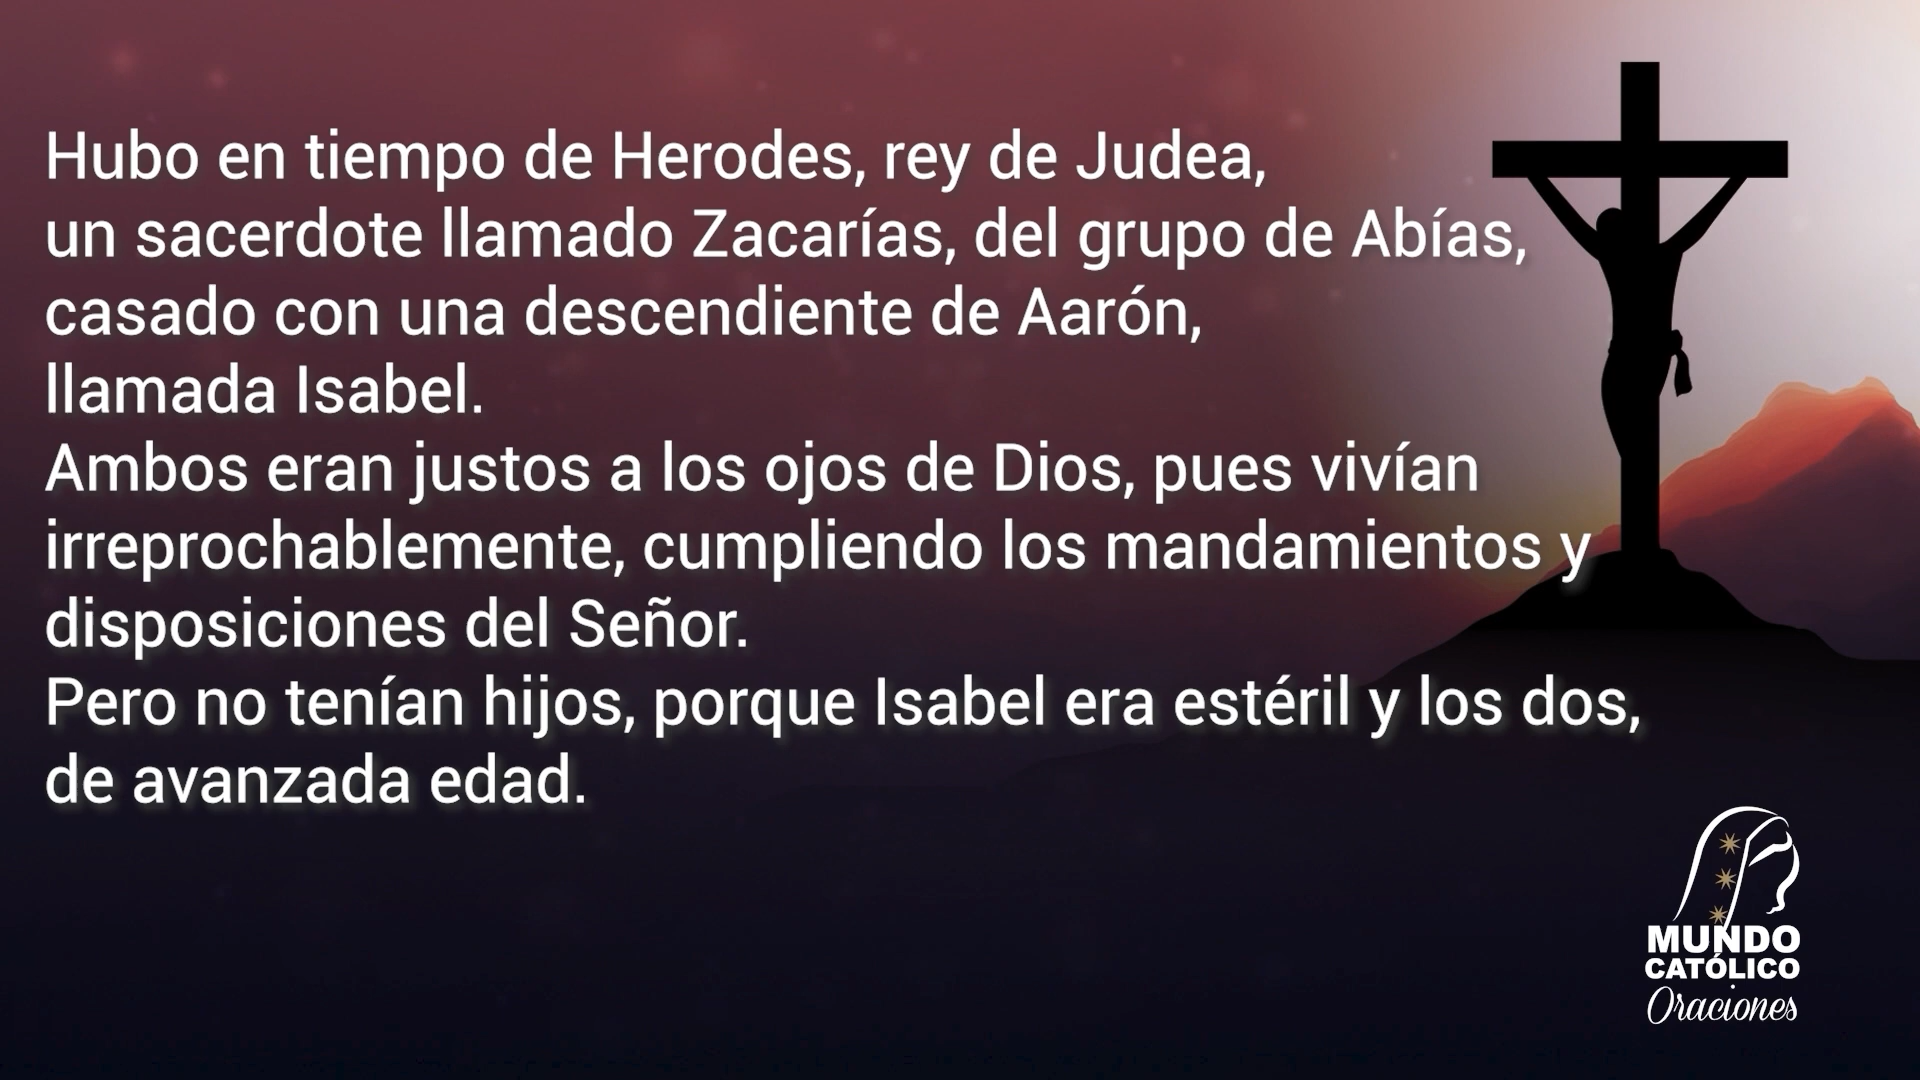 Hubo en tiempo de Herodes, rey de Judea,
un sacerdote llamado Zacarías, del grupo de Abías,
casado con una descendiente de Aarón,
llamada Isabel.
Ambos eran justos a los ojos de Dios, pues vivían
irreprochablemente, cumpliendo los mandamientos y
disposiciones del Señor.
Pero no tenían hijos, porque Isabel era estéril y los dos,
de avanzada edad.
MUNDO
CATÓLICO
Oraciones